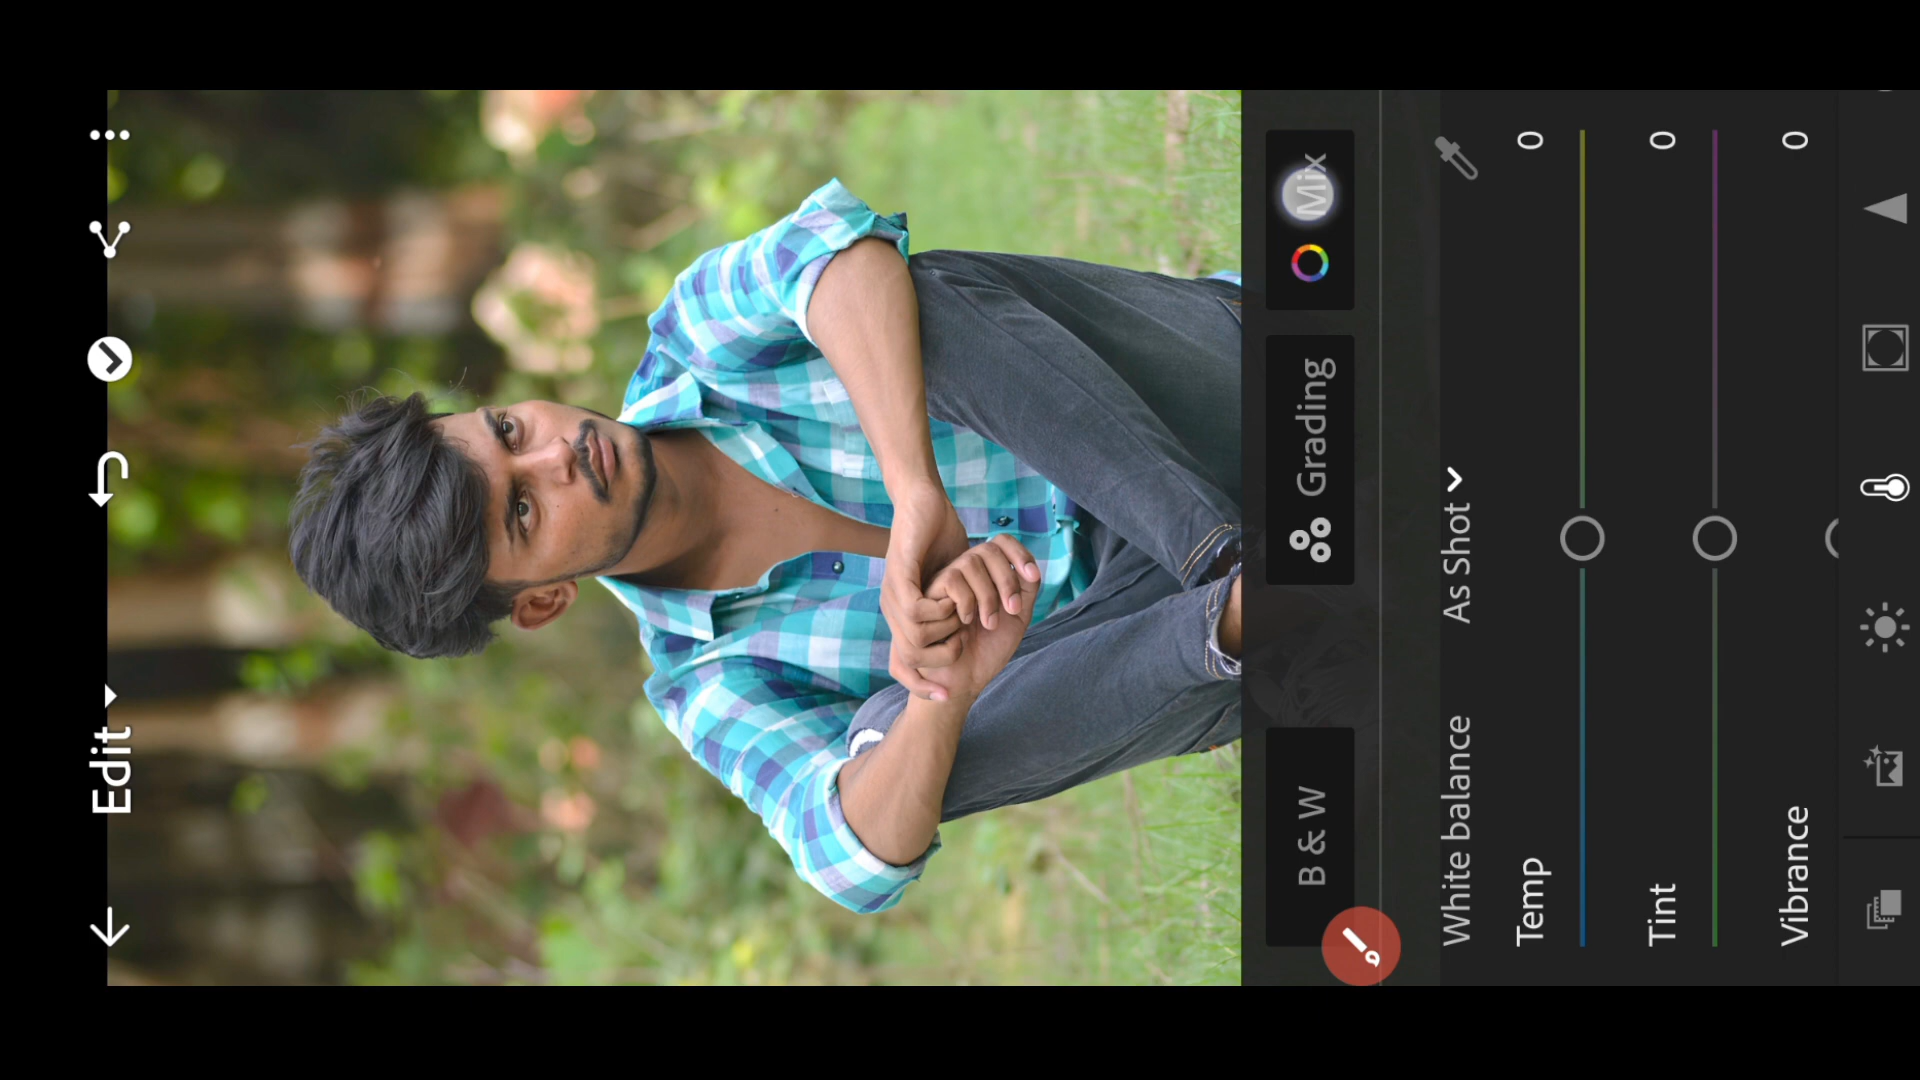 Edit
B & W
Grading
Mix
White balance
As Shot
Temp
0
Tint
0
Vibrance
0